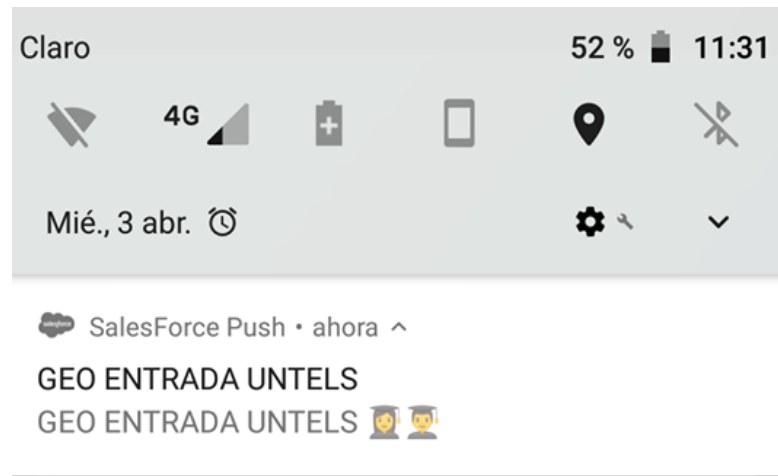 Claro 52 % 11:31
4G
Mié., 3 abr.
SalesForce Push • ahora
GEO ENTRADA UNTELS
GEO ENTRADA UNTELS 👩‍🎓👨‍🎓